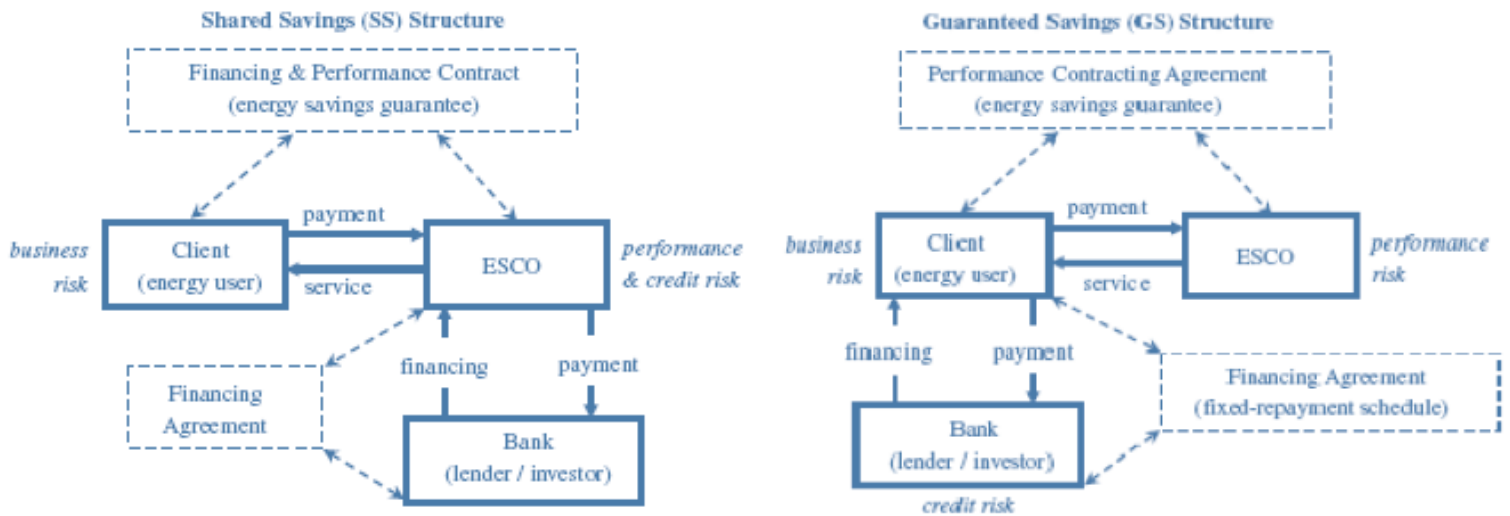 Shared Savings (SS) Structure
Financing & Performance Contract
(energy savings guarantee)
payment
business
risk
Client
(energy user)
ESCO
performance
& credit risk
service
financing
payment
Financing
Agreement
Bank
(lender / investor)
Guaranteed Savings (GS) Structure
Performance Contracting Agreement
(energy savings guarantee)
payment
business
risk
Client
(energy user)
ESCO
performance
risk
service
financing
payment
Financing Agreement
(fixed-repayment schedule)
Bank
(lender / investor)
credit risk